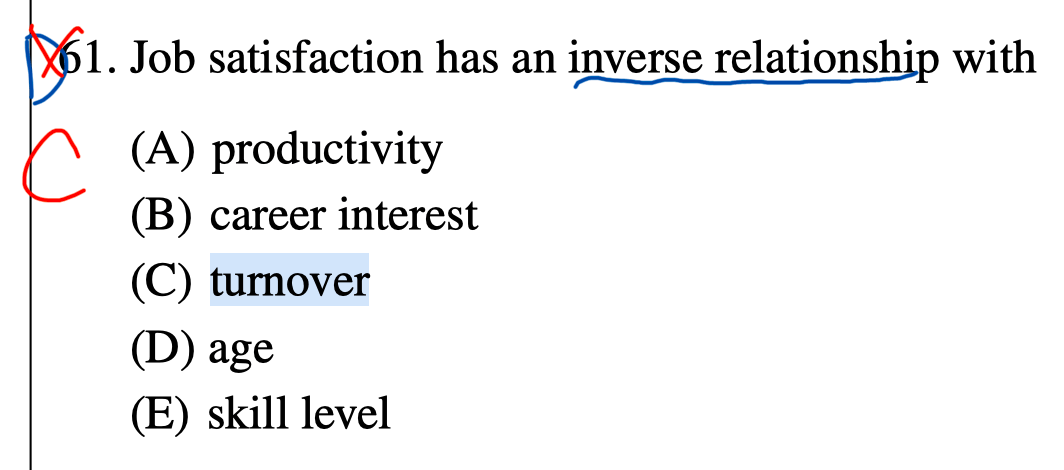 D 61. Job satisfaction has an inverse relationship with
C
(A) productivity
(B) career interest
(C) turnover
(D) age
(E) skill level